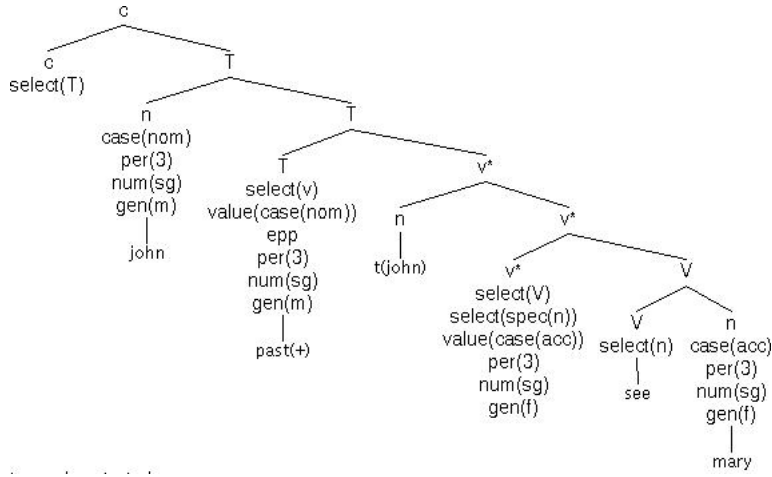 c
c
select(T)
T
n
case(nom)
per(3)
num(sg)
gen(m)
john
T
T
select(v)
value(case(nom))
epp
per(3)
num(sg)
gen(m)
past(+)
v*
n
t(john)
v*
v*
select(V)
select(spec(n))
value(case(acc))
per(3)
num(sg)
gen(f)
V
V
select(n)
see
n
case(acc)
per(3)
num(sg)
gen(f)
mary